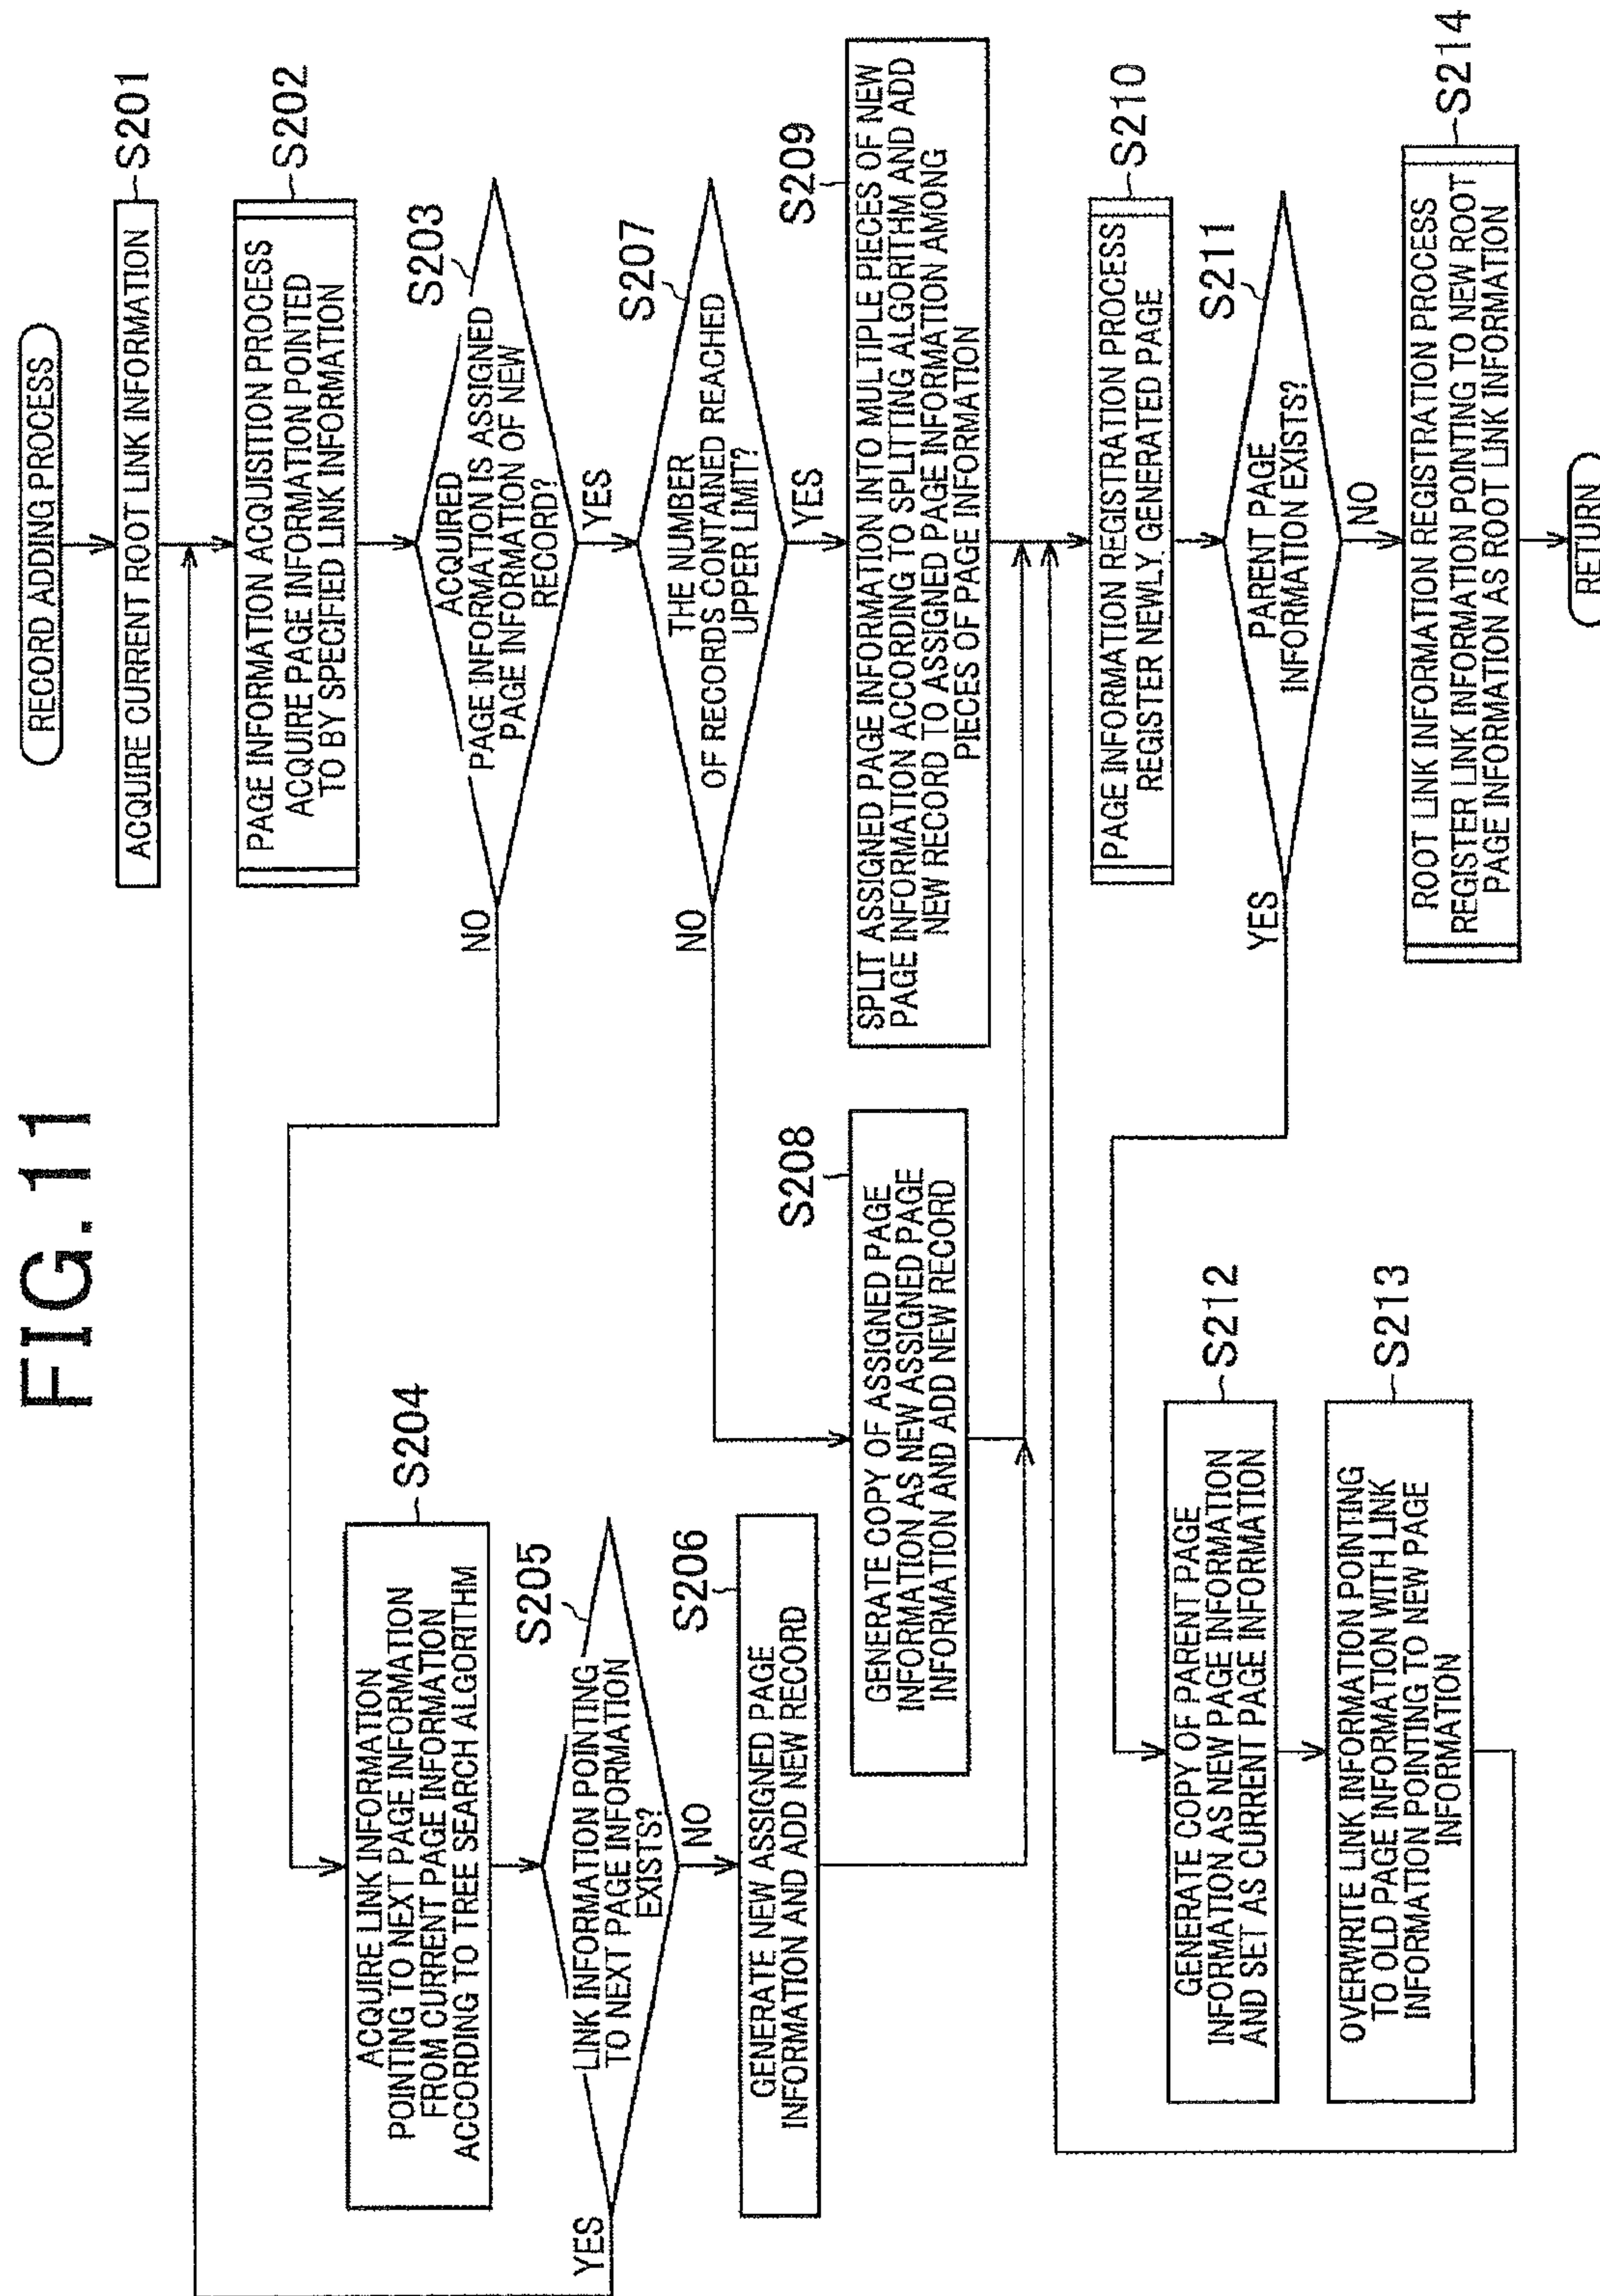 FIG. 11
RECORD ADDING PROCESS
ACQUIRE CURRENT ROOT LINK INFORMATION
S201
PAGE INFORMATION ACQUISITION PROCESS
ACQUIRE PAGE INFORMATION POINTED
TO BY SPECIFIED LINK INFORMATION
S202
ACQUIRED
PAGE INFORMATION IS ASSIGNED
PAGE INFORMATION OF NEW
RECORD?
S203
NO
YES
ACQUIRE LINK INFORMATION
POINTING TO NEXT PAGE INFORMATION
FROM CURRENT PAGE INFORMATION
ACCORDING TO TREE SEARCH ALGORITHM
S204
LINK INFORMATION POINTING
TO NEXT PAGE INFORMATION
EXISTS?
S205
YES
NO
GENERATE NEW ASSIGNED PAGE
INFORMATION AND ADD NEW RECORD
S206
THE NUMBER
OF RECORDS CONTAINED REACHED
UPPER LIMIT?
S207
NO
YES
GENERATE COPY OF ASSIGNED PAGE
INFORMATION AS NEW ASSIGNED PAGE
INFORMATION AND ADD NEW RECORD
S208
SPLIT ASSIGNED PAGE INFORMATION INTO MULTIPLE PIECES OF NEW
PAGE INFORMATION ACCORDING TO SPLITTING ALGORITHM AND ADD
NEW RECORD TO ASSIGNED PAGE INFORMATION AMONG
PIECES OF PAGE INFORMATION
S209
PAGE INFORMATION REGISTRATION PROCESS
REGISTER NEWLY GENERATED PAGE
S210
PARENT PAGE
INFORMATION EXISTS?
S211
YES
NO
GENERATE COPY OF PARENT PAGE
INFORMATION AS NEW PAGE INFORMATION
AND SET AS CURRENT PAGE INFORMATION
S212
OVERWRITE LINK INFORMATION POINTING
TO OLD PAGE INFORMATION WITH LINK
INFORMATION POINTING TO NEW PAGE
INFORMATION
S213
ROOT LINK INFORMATION REGISTRATION PROCESS
REGISTER LINK INFORMATION POINTING TO NEW ROOT
PAGE INFORMATION AS ROOT LINK INFORMATION
S214
RETURN